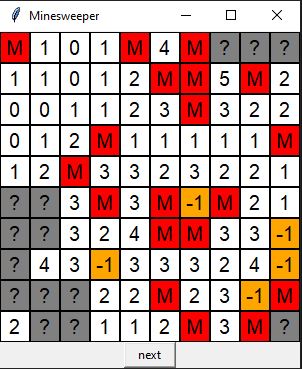 Minesweeper
M 1 0 1 M 4 M ? ? ?
1 1 0 1 2 M M 5 M 2
0 0 1 1 2 3 M 3 2 2
0 1 2 M 1 1 1 1 1 M
1 2 M 3 3 2 3 2 2 1
? ? 3 M 3 M -1 M 2 1
? ? 3 2 4 M M 3 3 -1
? 4 3 -1 3 3 3 2 4 -1
? ? ? 2 2 M 2 3 -1 M
2 ? ? 1 1 2 M 3 M ?
next